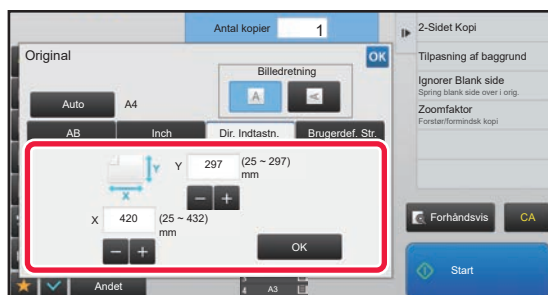 Antal kopier
1
Original
OK
Billedretning
A
A
Auto
A4
AB
Inch
Dir. Indtastn.
Brugerdef. Str.
Y
X
Y
297
(25 ~ 297)
mm
X
420
(25 ~ 432)
mm
OK
Andet
A3
4
2-Sidet Kopi
Tilpasning af baggrund
Ignorer Blank side
Spring blank side over i orig.
Zoomfaktor
Forstør/formindsk kopi
Forhåndsvis
CA
Start